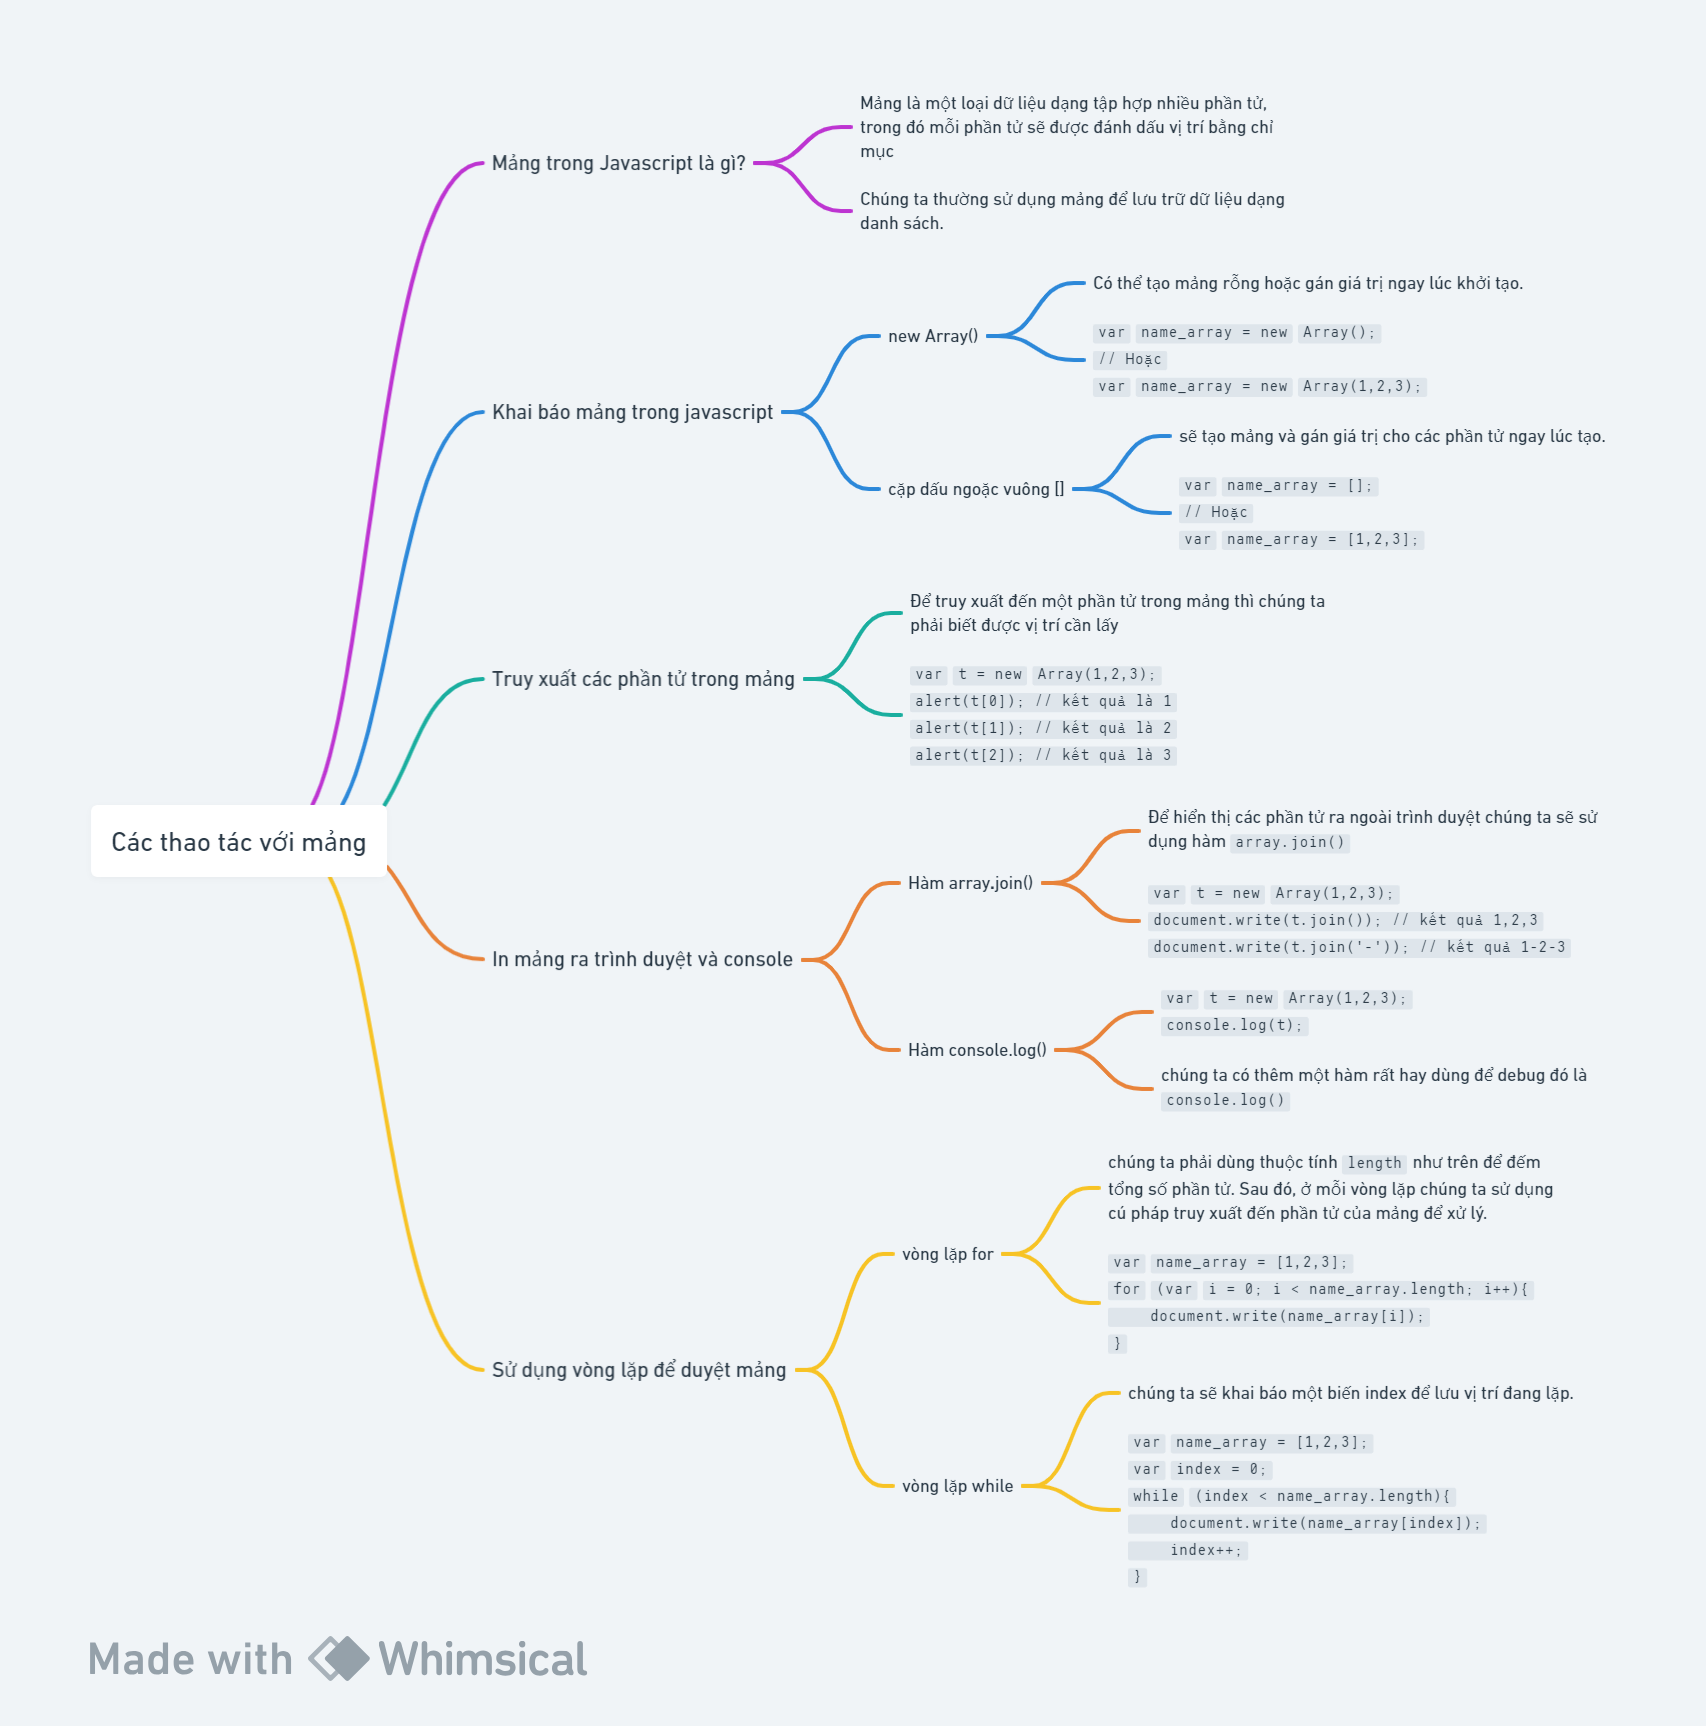 Mảng là một loại dữ liệu dạng tập hợp nhiều phần tử,
trong đó mỗi phần tử sẽ được đánh dấu vị trí bằng chỉ
mục
Mảng trong Javascript là gì?
Chúng ta thường sử dụng mảng để lưu trữ dữ liệu dạng
danh sách.
Có thể tạo mảng rỗng hoặc gán giá trị ngay lúc khởi tạo.
new Array()
var name_array = new Array();
// Hoặc
var name_array = new Array(1,2,3);
Khai báo mảng trong javascript
sẽ tạo mảng và gán giá trị cho các phần tử ngay lúc tạo.
cặp dấu ngoặc vuông []
var name_array = [];
// Hoặc
var name_array = [1,2,3];
Để truy xuất đến một phần tử trong mảng thì chúng ta
phải biết được vị trí cần lấy
Truy xuất các phần tử trong mảng
var t = new Array(1,2,3);
alert(t[0]); // kết quả là 1
alert(t[1]); // kết quả là 2
alert(t[2]); // kết quả là 3
Các thao tác với mảng
Để hiển thị các phần tử ra ngoài trình duyệt chúng ta sẽ sử
dụng hàm array.join()
Hàm array.join()
var t = new Array(1,2,3);
document.write(t.join()); // kết quả 1,2,3
document.write(t.join('-')); // kết quả 1-2-3
In mảng ra trình duyệt và console
var t = new Array(1,2,3);
console.log(t);
Hàm console.log()
chúng ta có thêm một hàm rất hay dùng để debug đó là
console.log()
chúng ta phải dùng thuộc tính length như trên để đếm
tổng số phần tử. Sau đó, ở mỗi vòng lặp chúng ta sử dụng
cú pháp truy xuất đến phần tử của mảng để xử lý.
vòng lặp for
var name_array = [1,2,3];
for (var i = 0; i < name_array.length; i++){
    document.write(name_array[i]);
}
Sử dụng vòng lặp để duyệt mảng
chúng ta sẽ khai báo một biến index để lưu vị trí đang lặp.
vòng lặp while
var name_array = [1,2,3];
var index = 0;
while (index < name_array.length){
    document.write(name_array[index]);
    index++;
}
Made with Whimsical